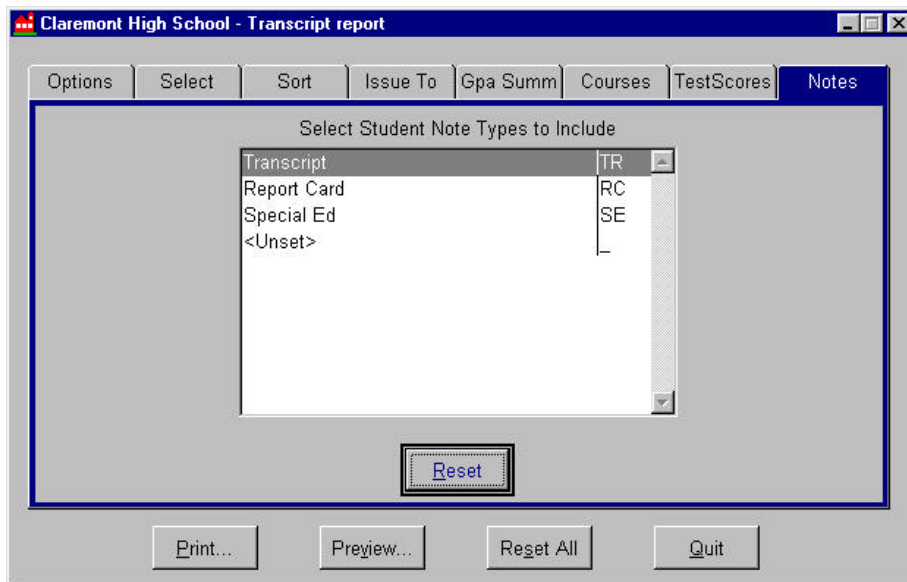 Claremont High School - Transcript report
Options Select Sort Issue To Gpa Summ Courses TestScores Notes
Select Student Note Types to Include
Transcript TR
Report Card RC
Special Ed SE
<Unset> _
Reset
Print... Preview... Reset All Quit